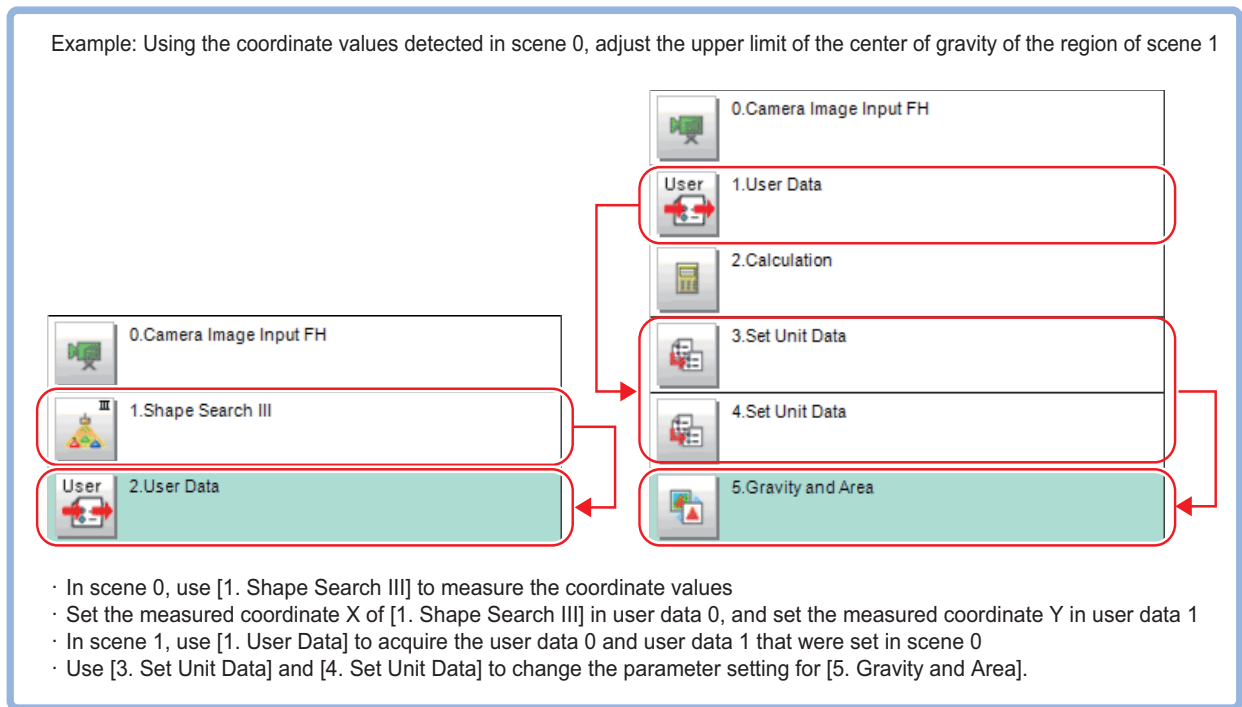 Example: Using the coordinate values detected in scene 0, adjust the upper limit of the center of gravity of the region of scene 1
0.Camera Image Input FH
III
1.Shape Search III
User
2.User Data
0.Camera Image Input FH
User
1.User Data
2.Calculation
3.Set Unit Data
4.Set Unit Data
5.Gravity and Area
· In scene 0, use [1. Shape Search III] to measure the coordinate values
· Set the measured coordinate X of [1. Shape Search III] in user data 0, and set the measured coordinate Y in user data 1
· In scene 1, use [1. User Data] to acquire the user data 0 and user data 1 that were set in scene 0
· Use [3. Set Unit Data] and [4. Set Unit Data] to change the parameter setting for [5. Gravity and Area].